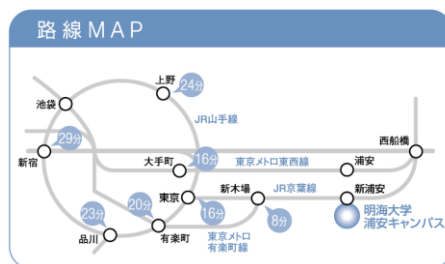 路線MAP
上野
24分
池袋
JR山手線
29分
新宿
西船橋
大手町
16分
東京メトロ東西線
浦安
20分
東京
新木場
JR京葉線
新浦安
23分
16分
8分
明海大学
浦安キャンパス
品川
有楽町
東京メトロ
有楽町線